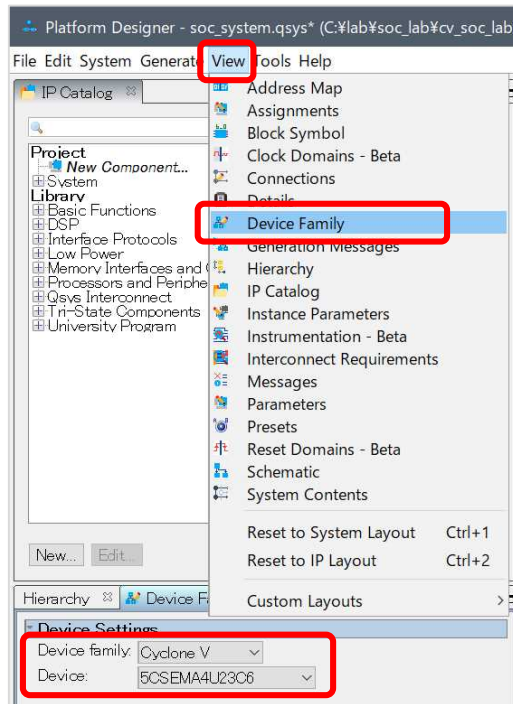 Platform Designer - soc_system.qsys* (C:¥lab¥soc_lab¥cv_soc_lab
File Edit System Generate View Tools Help
IP Catalog
Project
New Component...
System
Library
Basic Functions
DSP
Interface Protocols
Low Power
Memory Interfaces and
Processors and Periphe
Qsys Interconnect
Tri-State Components
University Program
New... Edit...
Address Map
Assignments
Block Symbol
Clock Domains - Beta
Connections
Details
Device Family
Generation Messages
Hierarchy
IP Catalog
Instance Parameters
Instrumentation - Beta
Interconnect Requirements
Messages
Parameters
Presets
Reset Domains - Beta
Schematic
System Contents
Reset to System Layout Ctrl+1
Reset to IP Layout Ctrl+2
Custom Layouts
Hierarchy Device F
Device Settings
Device family: Cyclone V
Device: 5CSEMA4U23C6